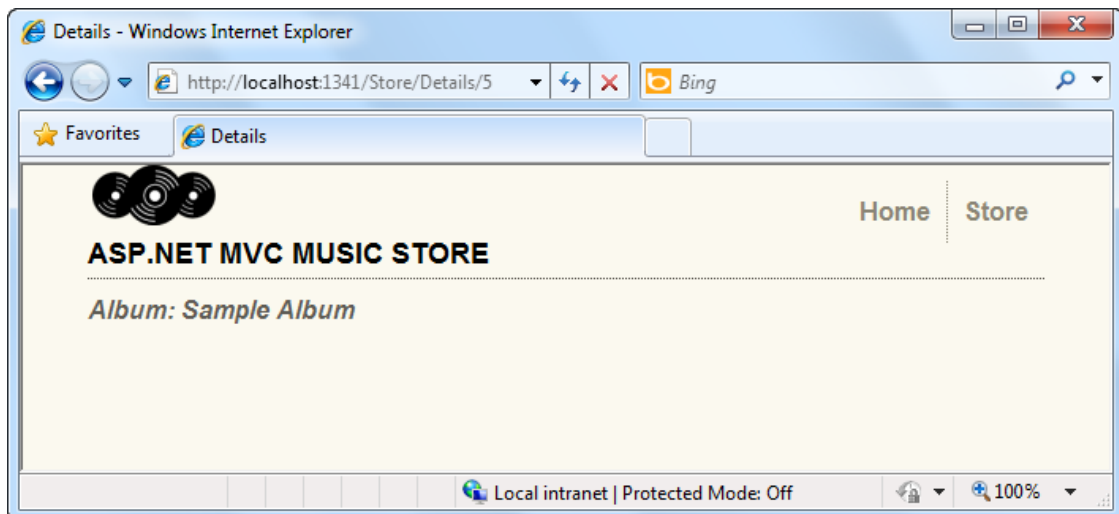 Details - Windows Internet Explorer
http://localhost:1341/Store/Details/5
Bing
Favorites
Details
Home
Store
ASP.NET MVC MUSIC STORE
Album: Sample Album
Local intranet | Protected Mode: Off
100%